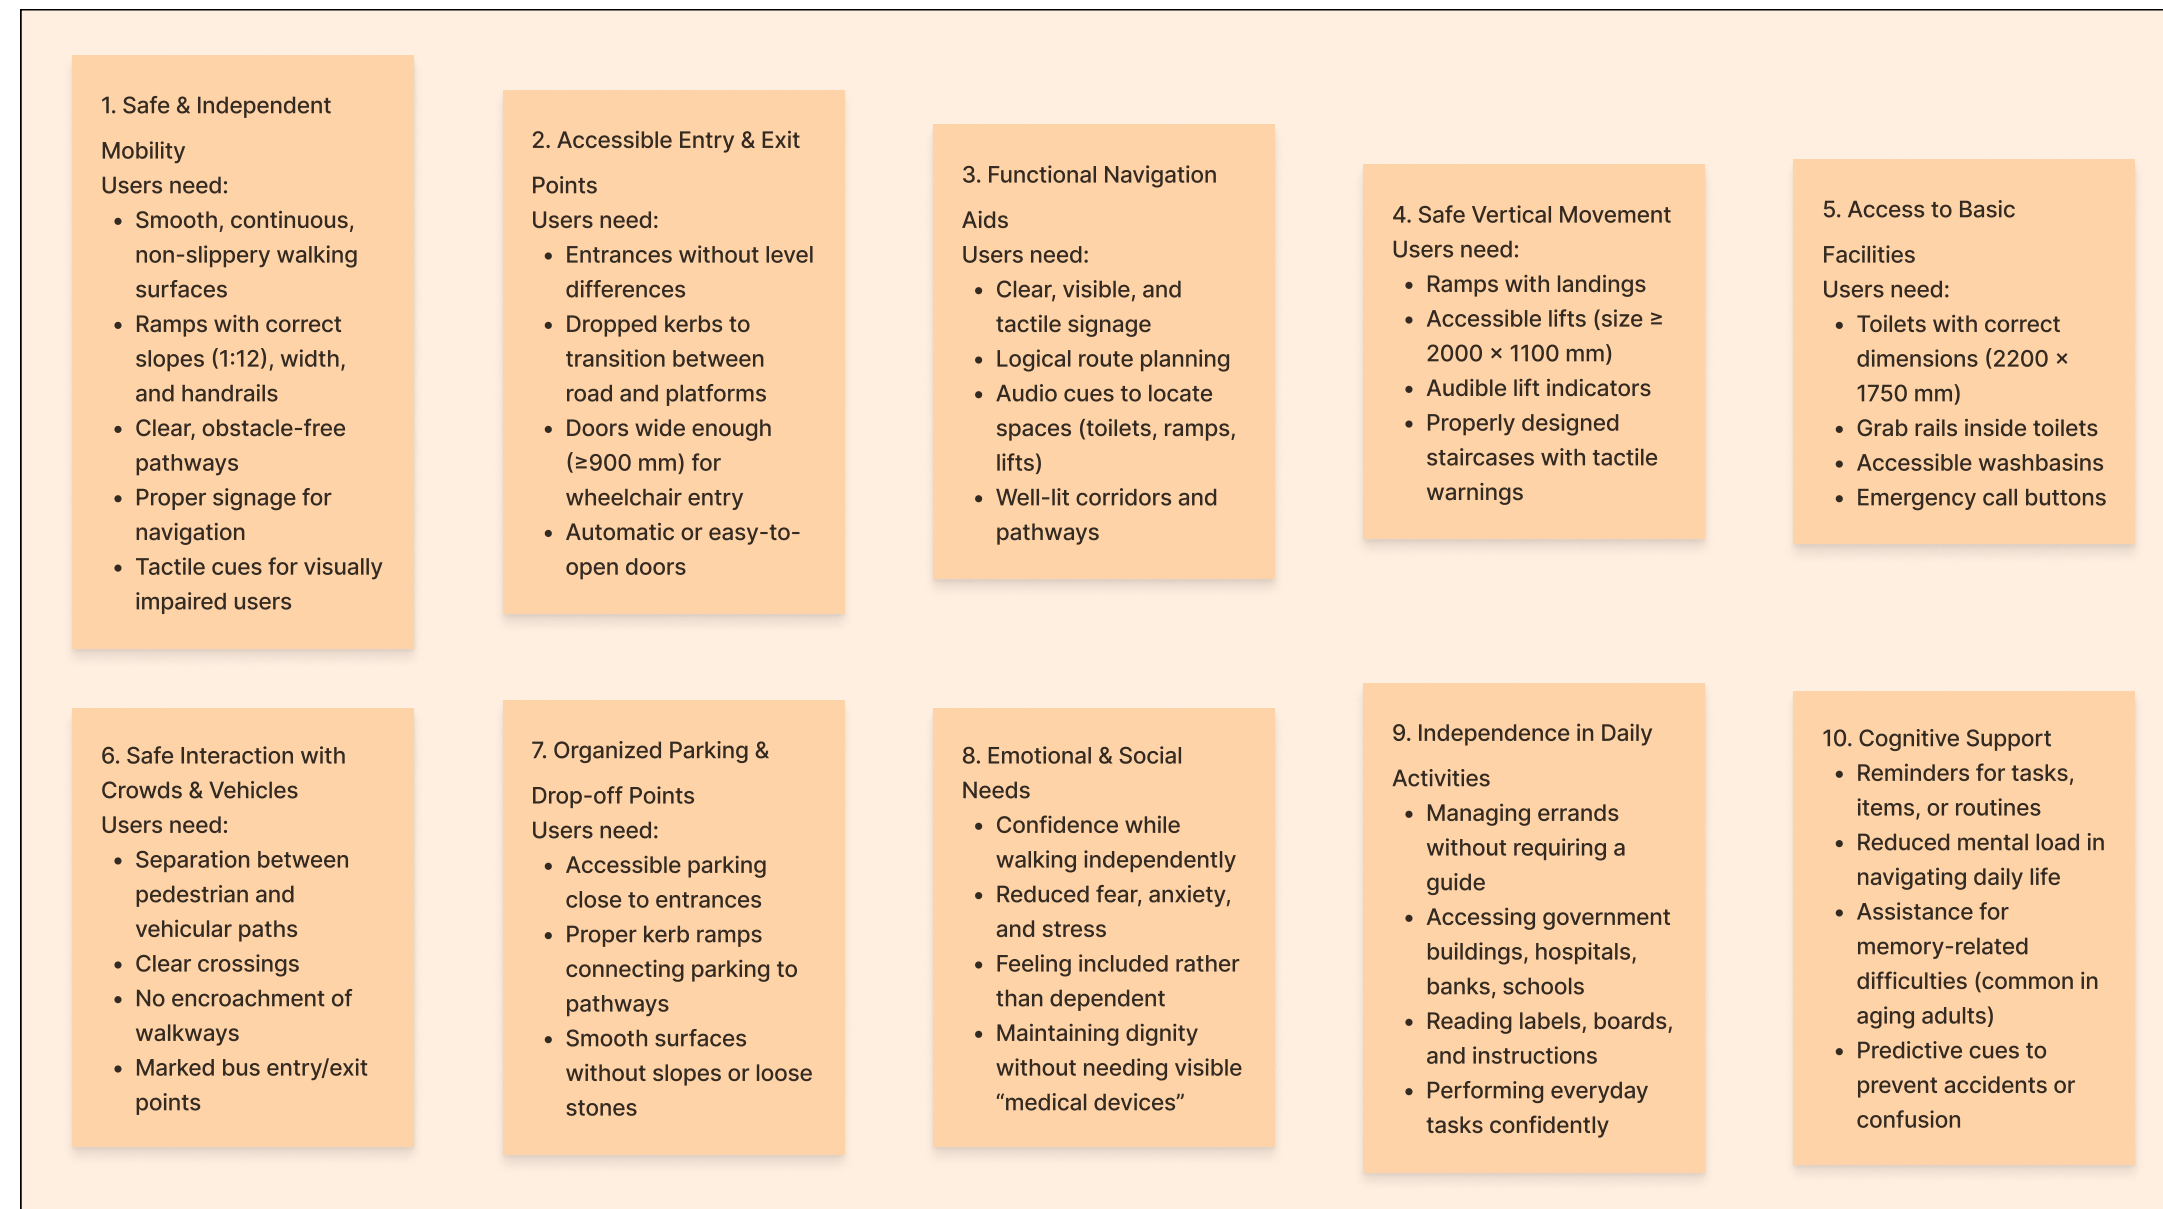 1. Safe & Independent
Mobility
Users need:
• Smooth, continuous,
non-slippery walking
surfaces
• Ramps with correct
slopes (1:12), width,
and handrails
• Clear, obstacle-free
pathways
• Proper signage for
navigation
• Tactile cues for visually
impaired users
2. Accessible Entry & Exit
Points
Users need:
• Entrances without level
differences
• Dropped kerbs to
transition between
road and platforms
• Doors wide enough
(≥900 mm) for
wheelchair entry
• Automatic or easy-to-
open doors
3. Functional Navigation
Aids
Users need:
• Clear, visible, and
tactile signage
• Logical route planning
• Audio cues to locate
spaces (toilets, ramps,
lifts)
• Well-lit corridors and
pathways
4. Safe Vertical Movement
Users need:
• Ramps with landings
• Accessible lifts (size ≥
2000 × 1100 mm)
• Audible lift indicators
• Properly designed
staircases with tactile
warnings
5. Access to Basic
Facilities
Users need:
• Toilets with correct
dimensions (2200 ×
1750 mm)
• Grab rails inside toilets
• Accessible washbasins
• Emergency call buttons
6. Safe Interaction with
Crowds & Vehicles
Users need:
• Separation between
pedestrian and
vehicular paths
• Clear crossings
• No encroachment of
walkways
• Marked bus entry/exit
points
7. Organized Parking &
Drop-off Points
Users need:
• Accessible parking
close to entrances
• Proper kerb ramps
connecting parking to
pathways
• Smooth surfaces
without slopes or loose
stones
8. Emotional & Social
Needs
• Confidence while
walking independently
• Reduced fear, anxiety,
and stress
• Feeling included rather
than dependent
• Maintaining dignity
without needing visible
“medical devices”
9. Independence in Daily
Activities
• Managing errands
without requiring a
guide
• Accessing government
buildings, hospitals,
banks, schools
• Reading labels, boards,
and instructions
• Performing everyday
tasks confidently
10. Cognitive Support
• Reminders for tasks,
items, or routines
• Reduced mental load in
navigating daily life
• Assistance for
memory-related
difficulties (common in
aging adults)
• Predictive cues to
prevent accidents or
confusion